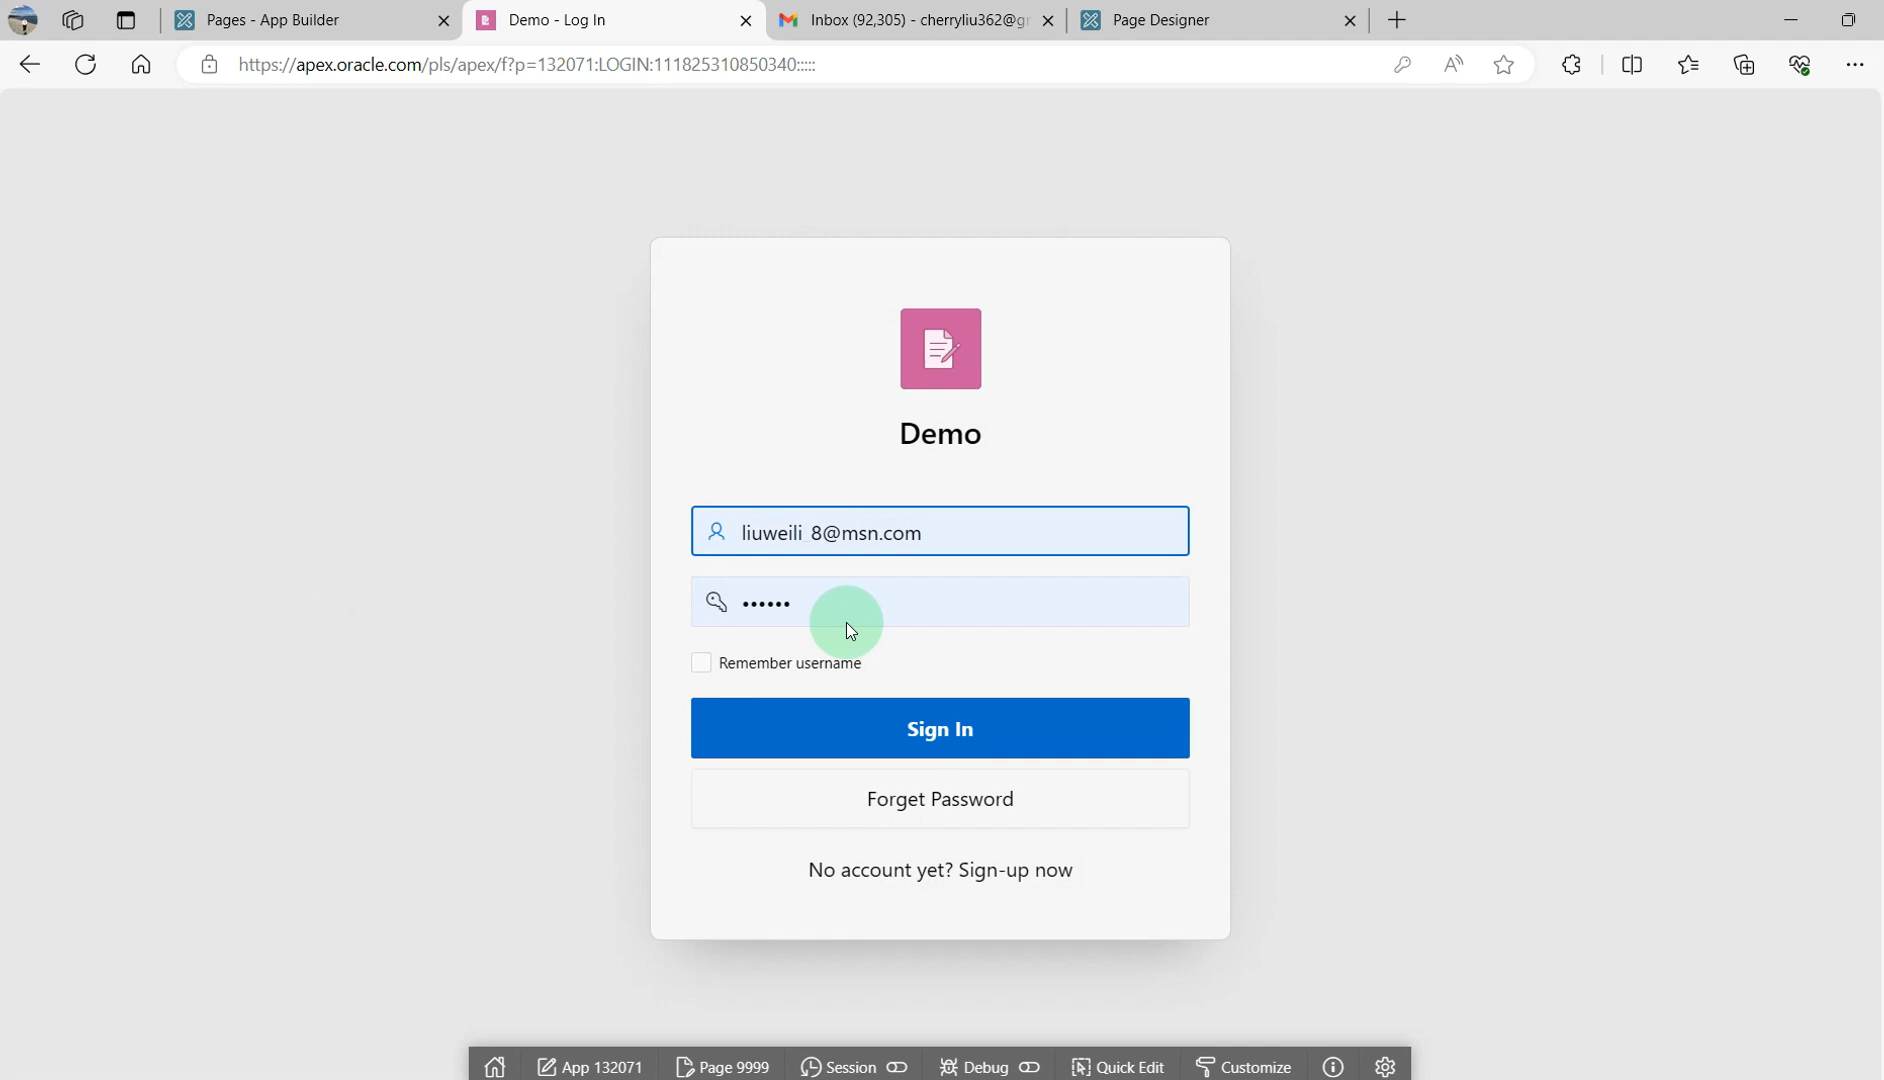 Pages - App Builder
Demo - Log In
Inbox (92,305) - cherryliu362@gr
Page Designer
https://apex.oracle.com/pls/apex/f?p=132071:LOGIN:111825310850340:::::
Demo
liuweili_8@msn.com
••••••
Remember username
Sign In
Forget Password
No account yet? Sign-up now
App 132071
Page 9999
Session
Debug
Quick Edit
Customize